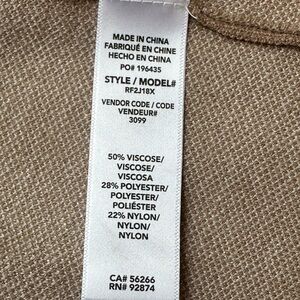 MADE IN CHINA
FABRIQUÉ EN CHINE
HECHO EN CHINA
PO# 196435
STYLE / MODEL#
RF2J18X
VENDOR CODE / CODE
VENDEUR#
3099
50% VISCOSE/
VISCOSE/
VISCOSA
28% POLYESTER/
POLYESTER/
POLIÉSTER
22% NYLON/
NYLON/
NYLON
CA# 56266
RN# 92874